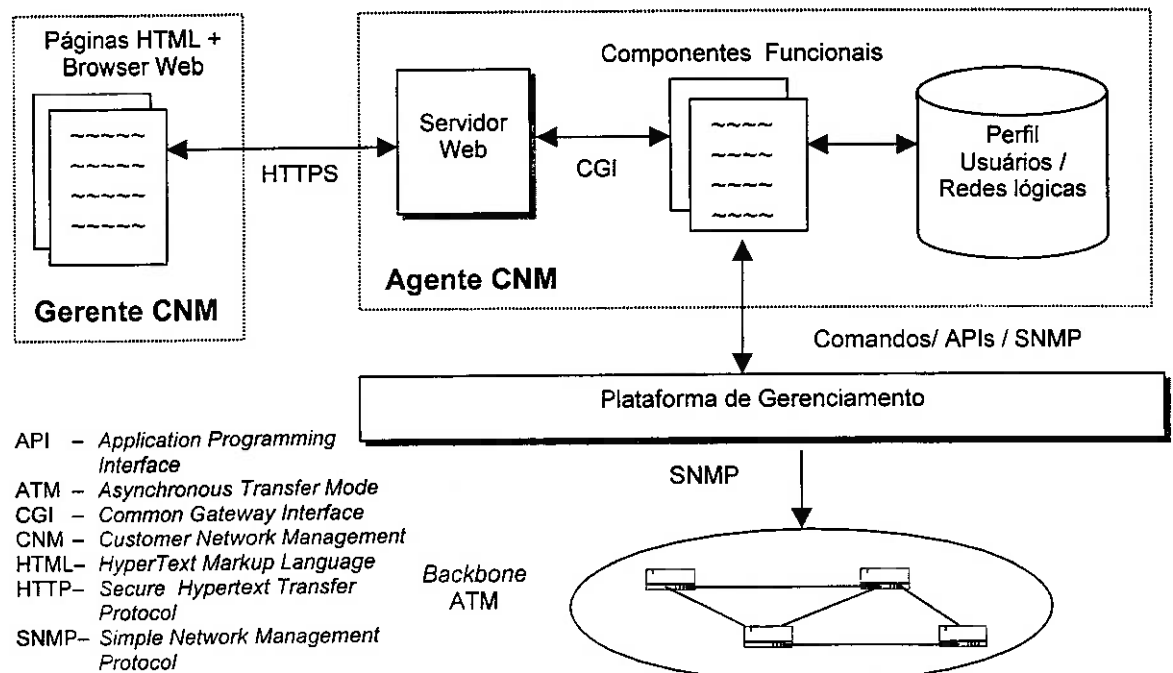 Páginas HTML +
Browser Web
~~~~~
~~~~~
~~~~~
~~~~~
Gerente CNM
HTTPS
Servidor
Web
CGI
Componentes Funcionais
~~~~
~~~~
~~~~
~~~~
Perfil
Usuários /
Redes lógicas
Agente CNM
Comandos/ APIs / SNMP
Plataforma de Gerenciamento
SNMP
Backbone
ATM
API – Application Programming
Interface
ATM – Asynchronous Transfer Mode
CGI – Common Gateway Interface
CNM – Customer Network Management
HTML– HyperText Markup Language
HTTP– Secure Hypertext Transfer
Protocol
SNMP– Simple Network Management
Protocol